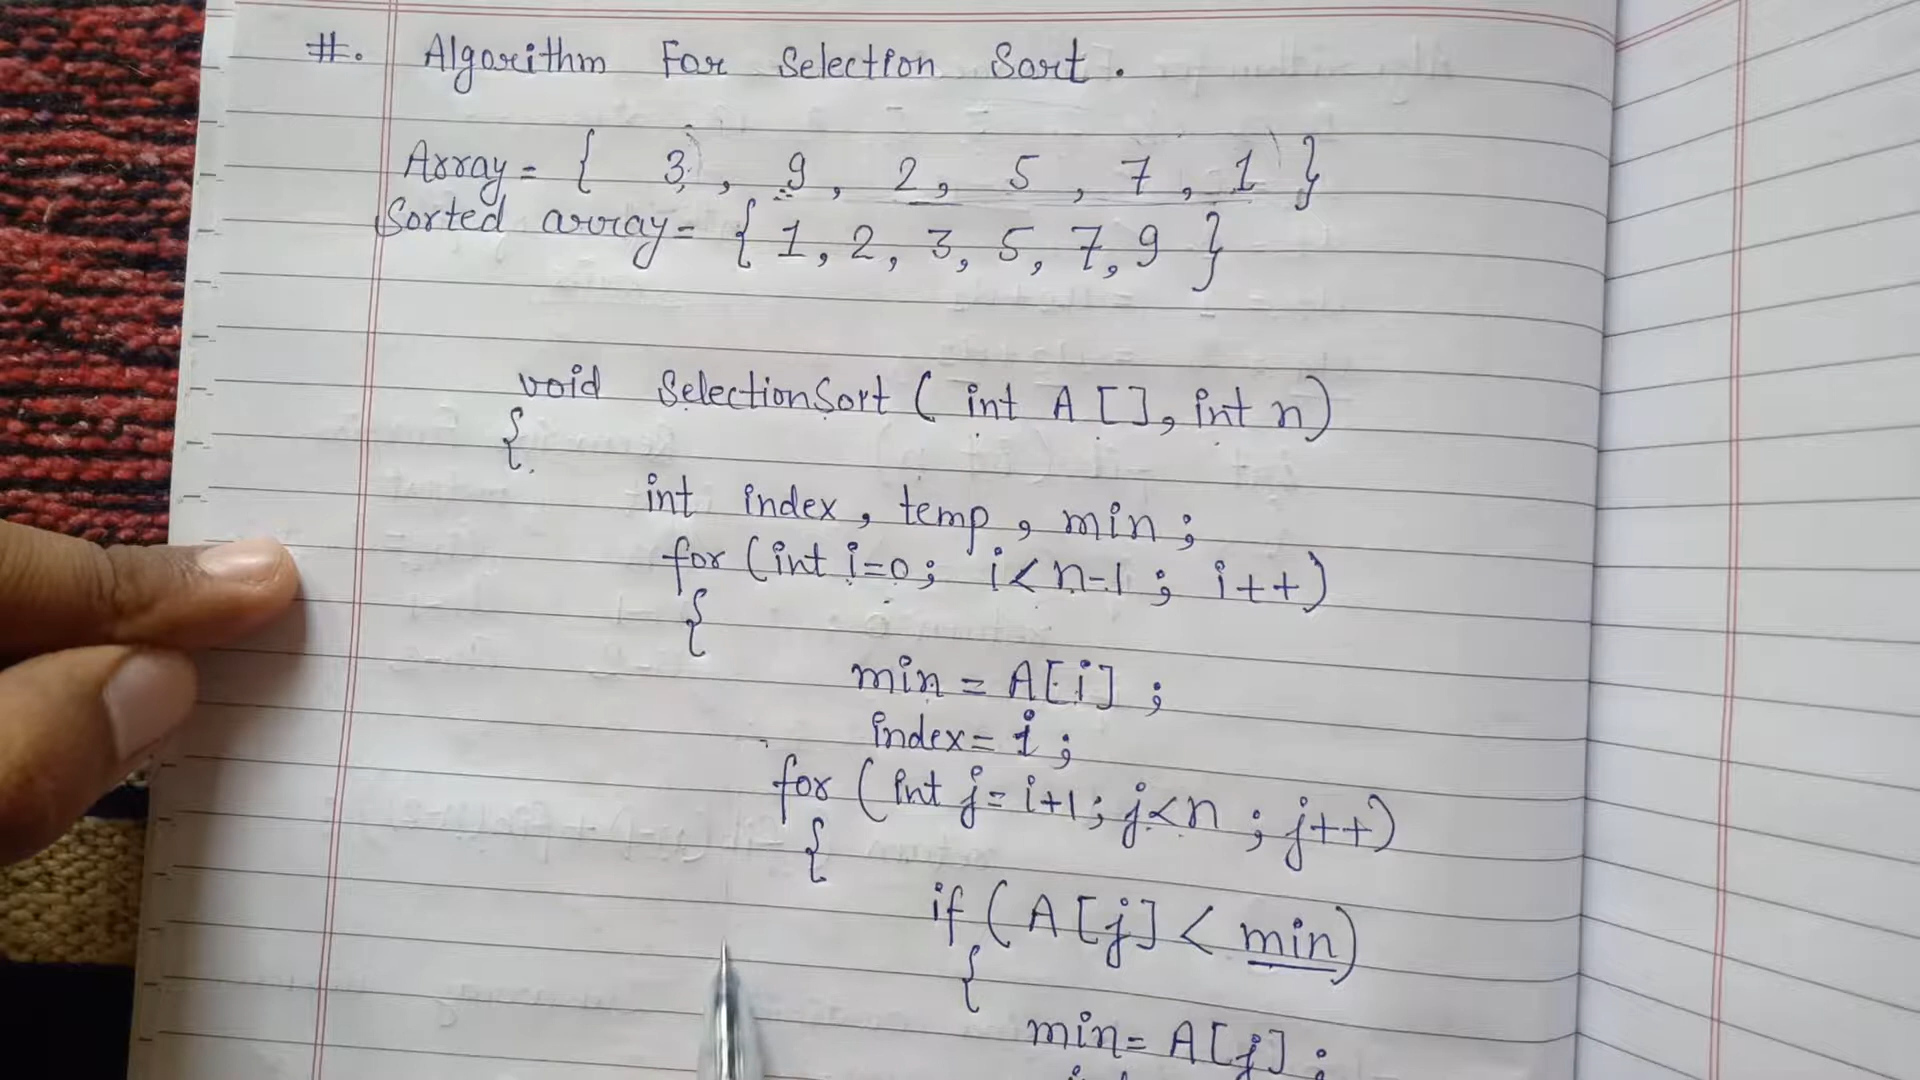 #. Algorithm For Selection Sort.
Array = { 3, 9, 2, 5, 7, 1 }
Sorted array = { 1, 2, 3, 5, 7, 9 }
void SelectionSort ( int A [ ], int n)
{
int index, temp, min ;
for (int i=0; i<n-1; i++)
{
min = A[i] ;
index = i ;
for ( int j = i+1; j<n ; j++)
{
if ( A[j] < min)
{
min = A[j] ;